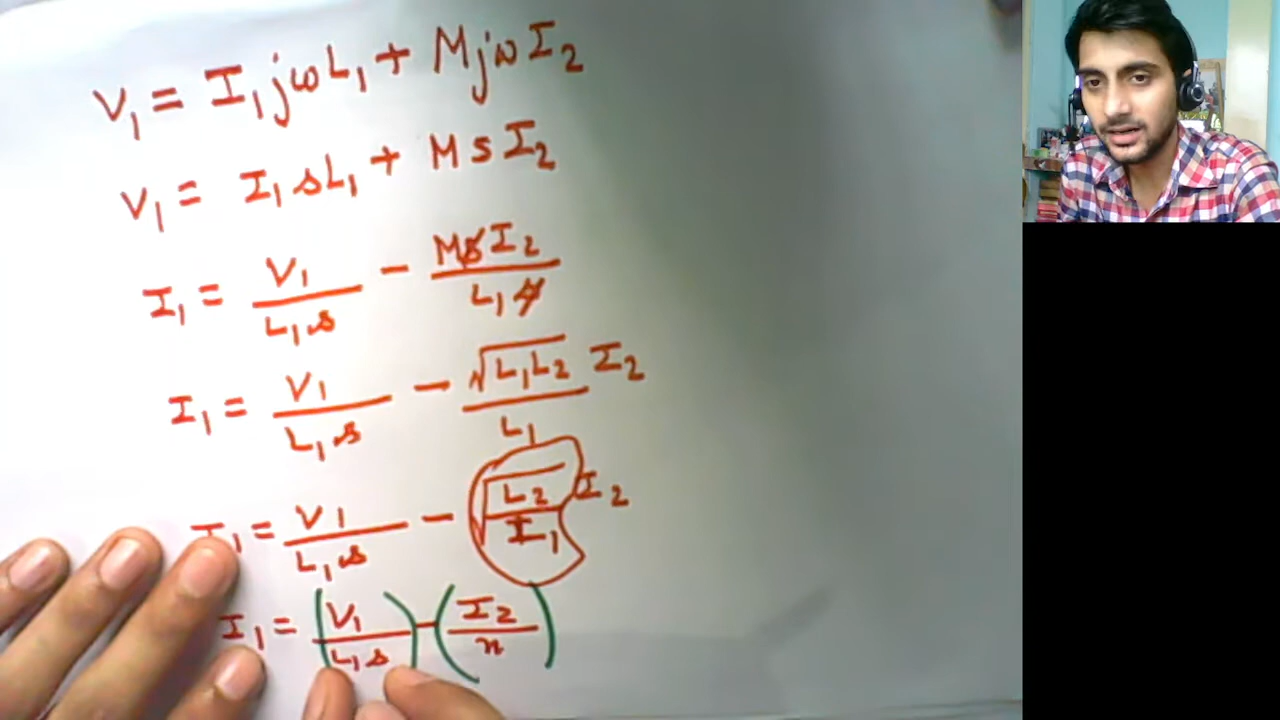 V₁ = I₁jωL₁ + MjωI₂
V₁ = I₁sL₁ + MsI₂
I₁ = V₁/L₁s − MsI₂/L₁s
I₁ = V₁/L₁s − √(L₁L₂)/L₁ I₂
I₁ = V₁/L₁s − √(L₂/I₁) I₂
I₁ = (V₁/L₁s) − (I₂/n)